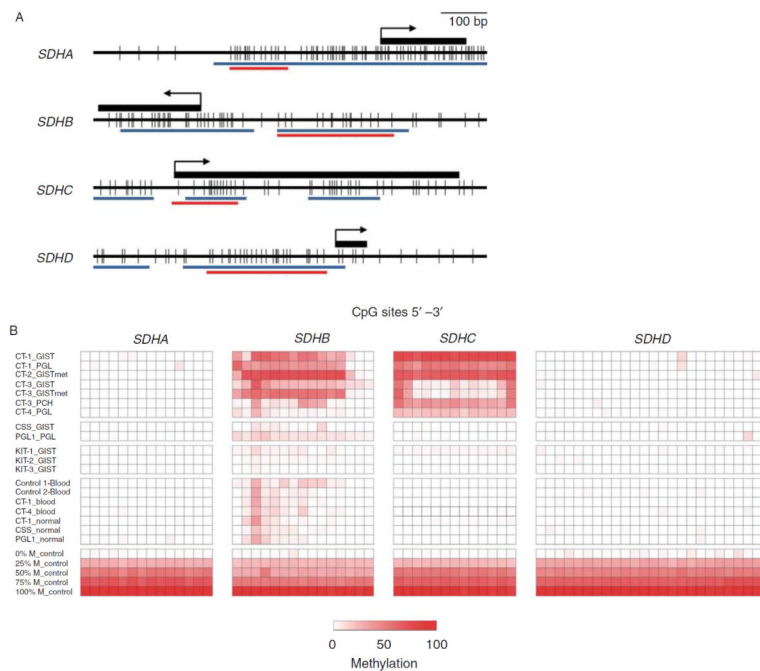 A
100 bp
SDHA
SDHB
SDHC
SDHD
CpG sites 5′ –3′
B
SDHA SDHB SDHC SDHD
CT-1_GIST
CT-1_PGL
CT-2_GISTmet
CT-3_GIST
CT-3_GISTmet
CT-3_PCH
CT-4_PGL
CSS_GIST
PGL1_PGL
KIT-1_GIST
KIT-2_GIST
KIT-3_GIST
Control 1-Blood
Control 2-Blood
CT-1_blood
CT-4_blood
CT-1_normal
CSS_normal
PGL1_normal
0% M_control
25% M_control
50% M_control
75% M_control
100% M_control
0 50 100
Methylation